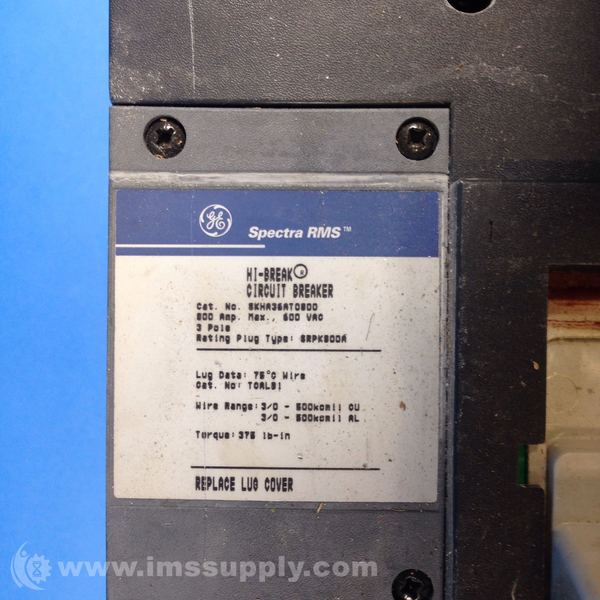 GE
Spectra RMS™
HI-BREAK®
CIRCUIT BREAKER
Cat. No. SKHA36AT0800
800 Amp. Max., 600 VAC
3 Pole
Rating Plug Type: SRPK800A
Lug Data: 75°C Wire
Cat. No: TCAL81
Wire Range: 3/0 - 500kcmil CU
3/0 - 500kcmil AL
Torque: 375 lb-in
REPLACE LUG COVER
www.imssupply.com